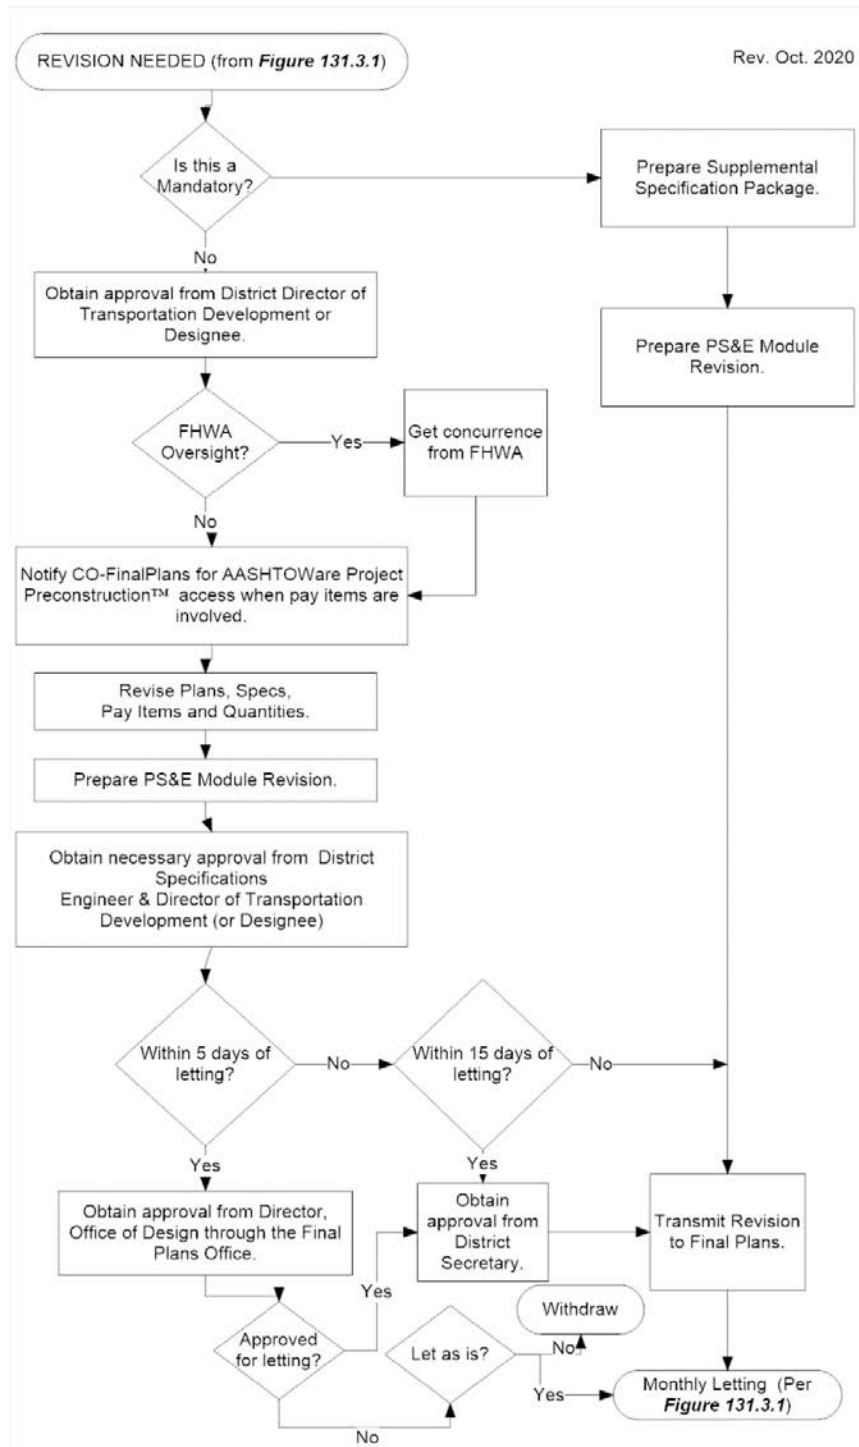 REVISION NEEDED (from Figure 131.3.1)
Rev. Oct. 2020
Is this a
Mandatory?
Prepare Supplemental
Specification Package.
No
Obtain approval from District Director of
Transportation Development or
Designee.
Prepare PS&E Module
Revision.
FHWA
Oversight?
Yes
Get concurrence
from FHWA
No
Notify CO-FinalPlans for AASHTOWare Project
Preconstruction™ access when pay items are
involved.
Revise Plans, Specs,
Pay Items and Quantities.
Prepare PS&E Module Revision.
Obtain necessary approval from District
Specifications
Engineer & Director of Transportation
Development (or Designee)
Within 5 days of
letting?
No
Within 15 days of
letting?
No
Yes
Yes
Obtain approval from Director,
Office of Design through the Final
Plans Office.
Obtain
approval from
District
Secretary.
Transmit Revision
to Final Plans.
Yes
Withdraw
Approved
for letting?
Let as is?
No
Yes
Monthly Letting (Per
Figure 131.3.1)
No